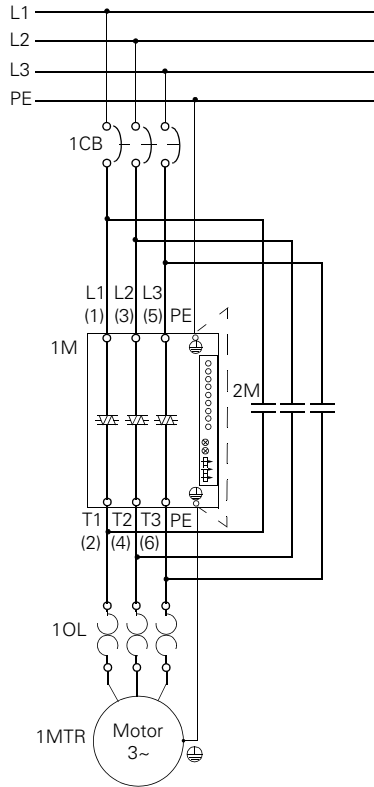 L1
L2
L3
PE
1CB
L1 L2 L3
(1) (3) (5) PE
1M
2M
T1 T2 T3 PE
(2) (4) (6)
1OL
1MTR
Motor
3~